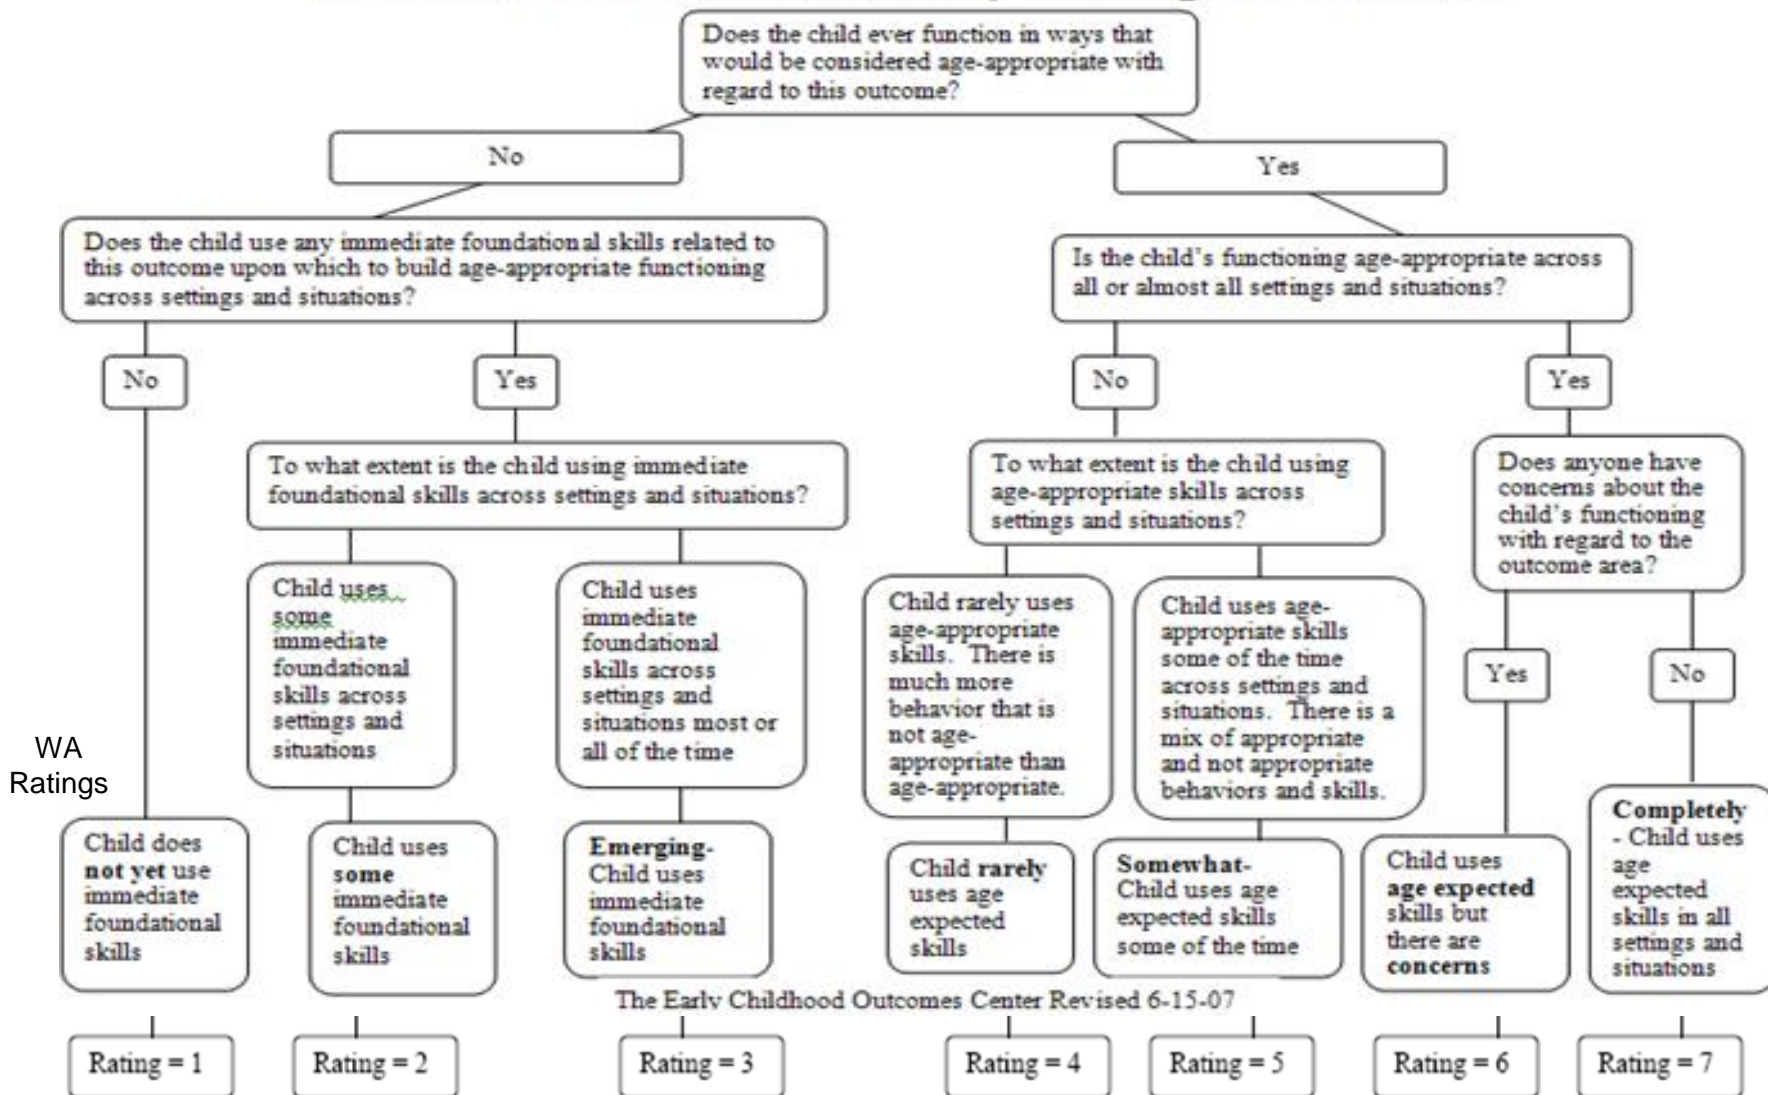 Does the child ever function in ways that
would be considered age-appropriate with
regard to this outcome?
No
Yes
Does the child use any immediate foundational skills related to
this outcome upon which to build age-appropriate functioning
across settings and situations?
Is the child's functioning age-appropriate across
all or almost all settings and situations?
No
Yes
No
Yes
To what extent is the child using immediate
foundational skills across settings and situations?
To what extent is the child using
age-appropriate skills across
settings and situations?
Does anyone have
concerns about the
child's functioning
with regard to the
outcome area?
Child uses
some
immediate
foundational
skills across
settings and
situations
Child uses
immediate
foundational
skills across
settings and
situations most or
all of the time
Child rarely uses
age-appropriate
skills. There is
much more
behavior that is
not age-
appropriate than
age-appropriate.
Child uses age-
appropriate skills
some of the time
across settings and
situations. There is a
mix of appropriate
and not appropriate
behaviors and skills.
Yes
No
WA
Ratings
Child does
not yet use
immediate
foundational
skills
Child uses
some
immediate
foundational
skills
Emerging-
Child uses
immediate
foundational
skills
Child rarely
uses age
expected
skills
Somewhat-
Child uses age
expected skills
some of the time
Child uses
age expected
skills but
there are
concerns
Completely
- Child uses
age
expected
skills in all
settings and
situations
The Early Childhood Outcomes Center Revised 6-15-07
Rating = 1
Rating = 2
Rating = 3
Rating = 4
Rating = 5
Rating = 6
Rating = 7